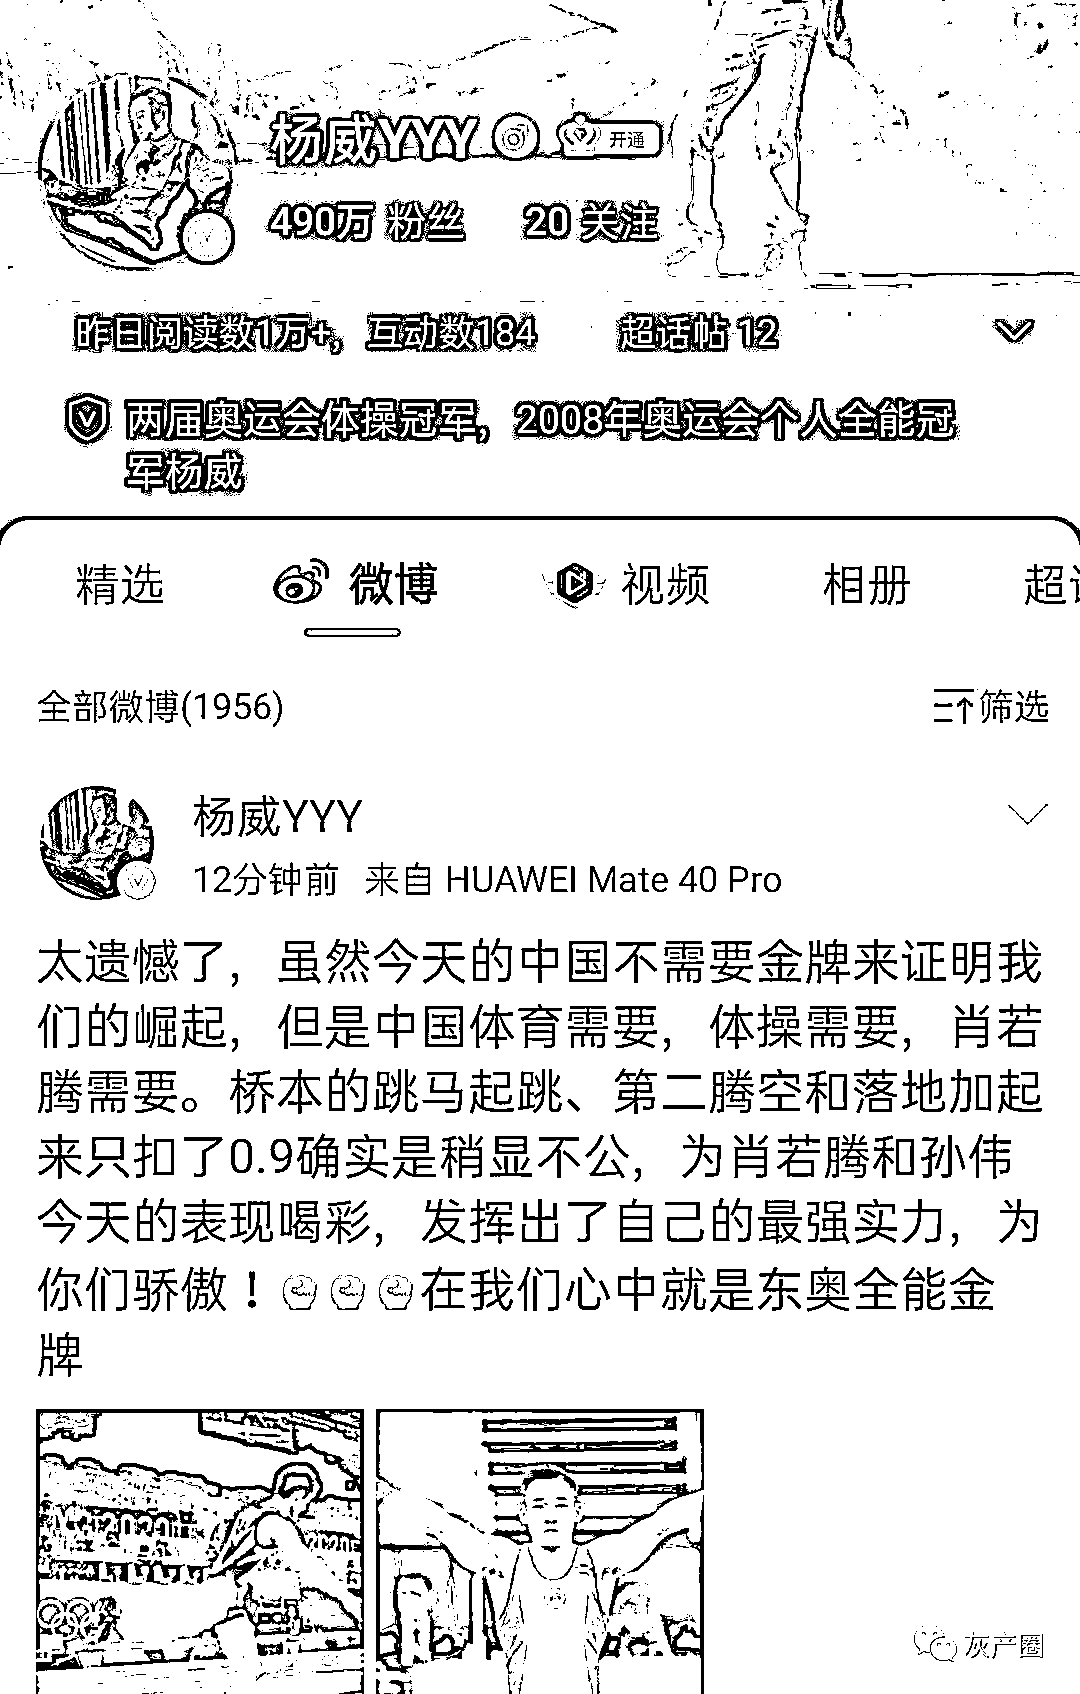 杨威YYY 开通
490万 粉丝 20 关注
昨日阅读数1万+，互动数184 超话帖 12
两届奥运会体操冠军，2008年奥运会个人全能冠
军杨威
精选 微博 视频 相册 超
全部微博(1956) 筛选
杨威YYY
12分钟前 来自 HUAWEI Mate 40 Pro
太遗憾了，虽然今天的中国不需要金牌来证明我
们的崛起，但是中国体育需要，体操需要，肖若
腾需要。桥本的跳马起跳、第二腾空和落地加起
来只扣了0.9确实是稍显不公，为肖若腾和孙伟
今天的表现喝彩，发挥出了自己的最强实力，为
你们骄傲！✊✊✊在我们心中就是东奥全能金
牌
2020
灰产圈